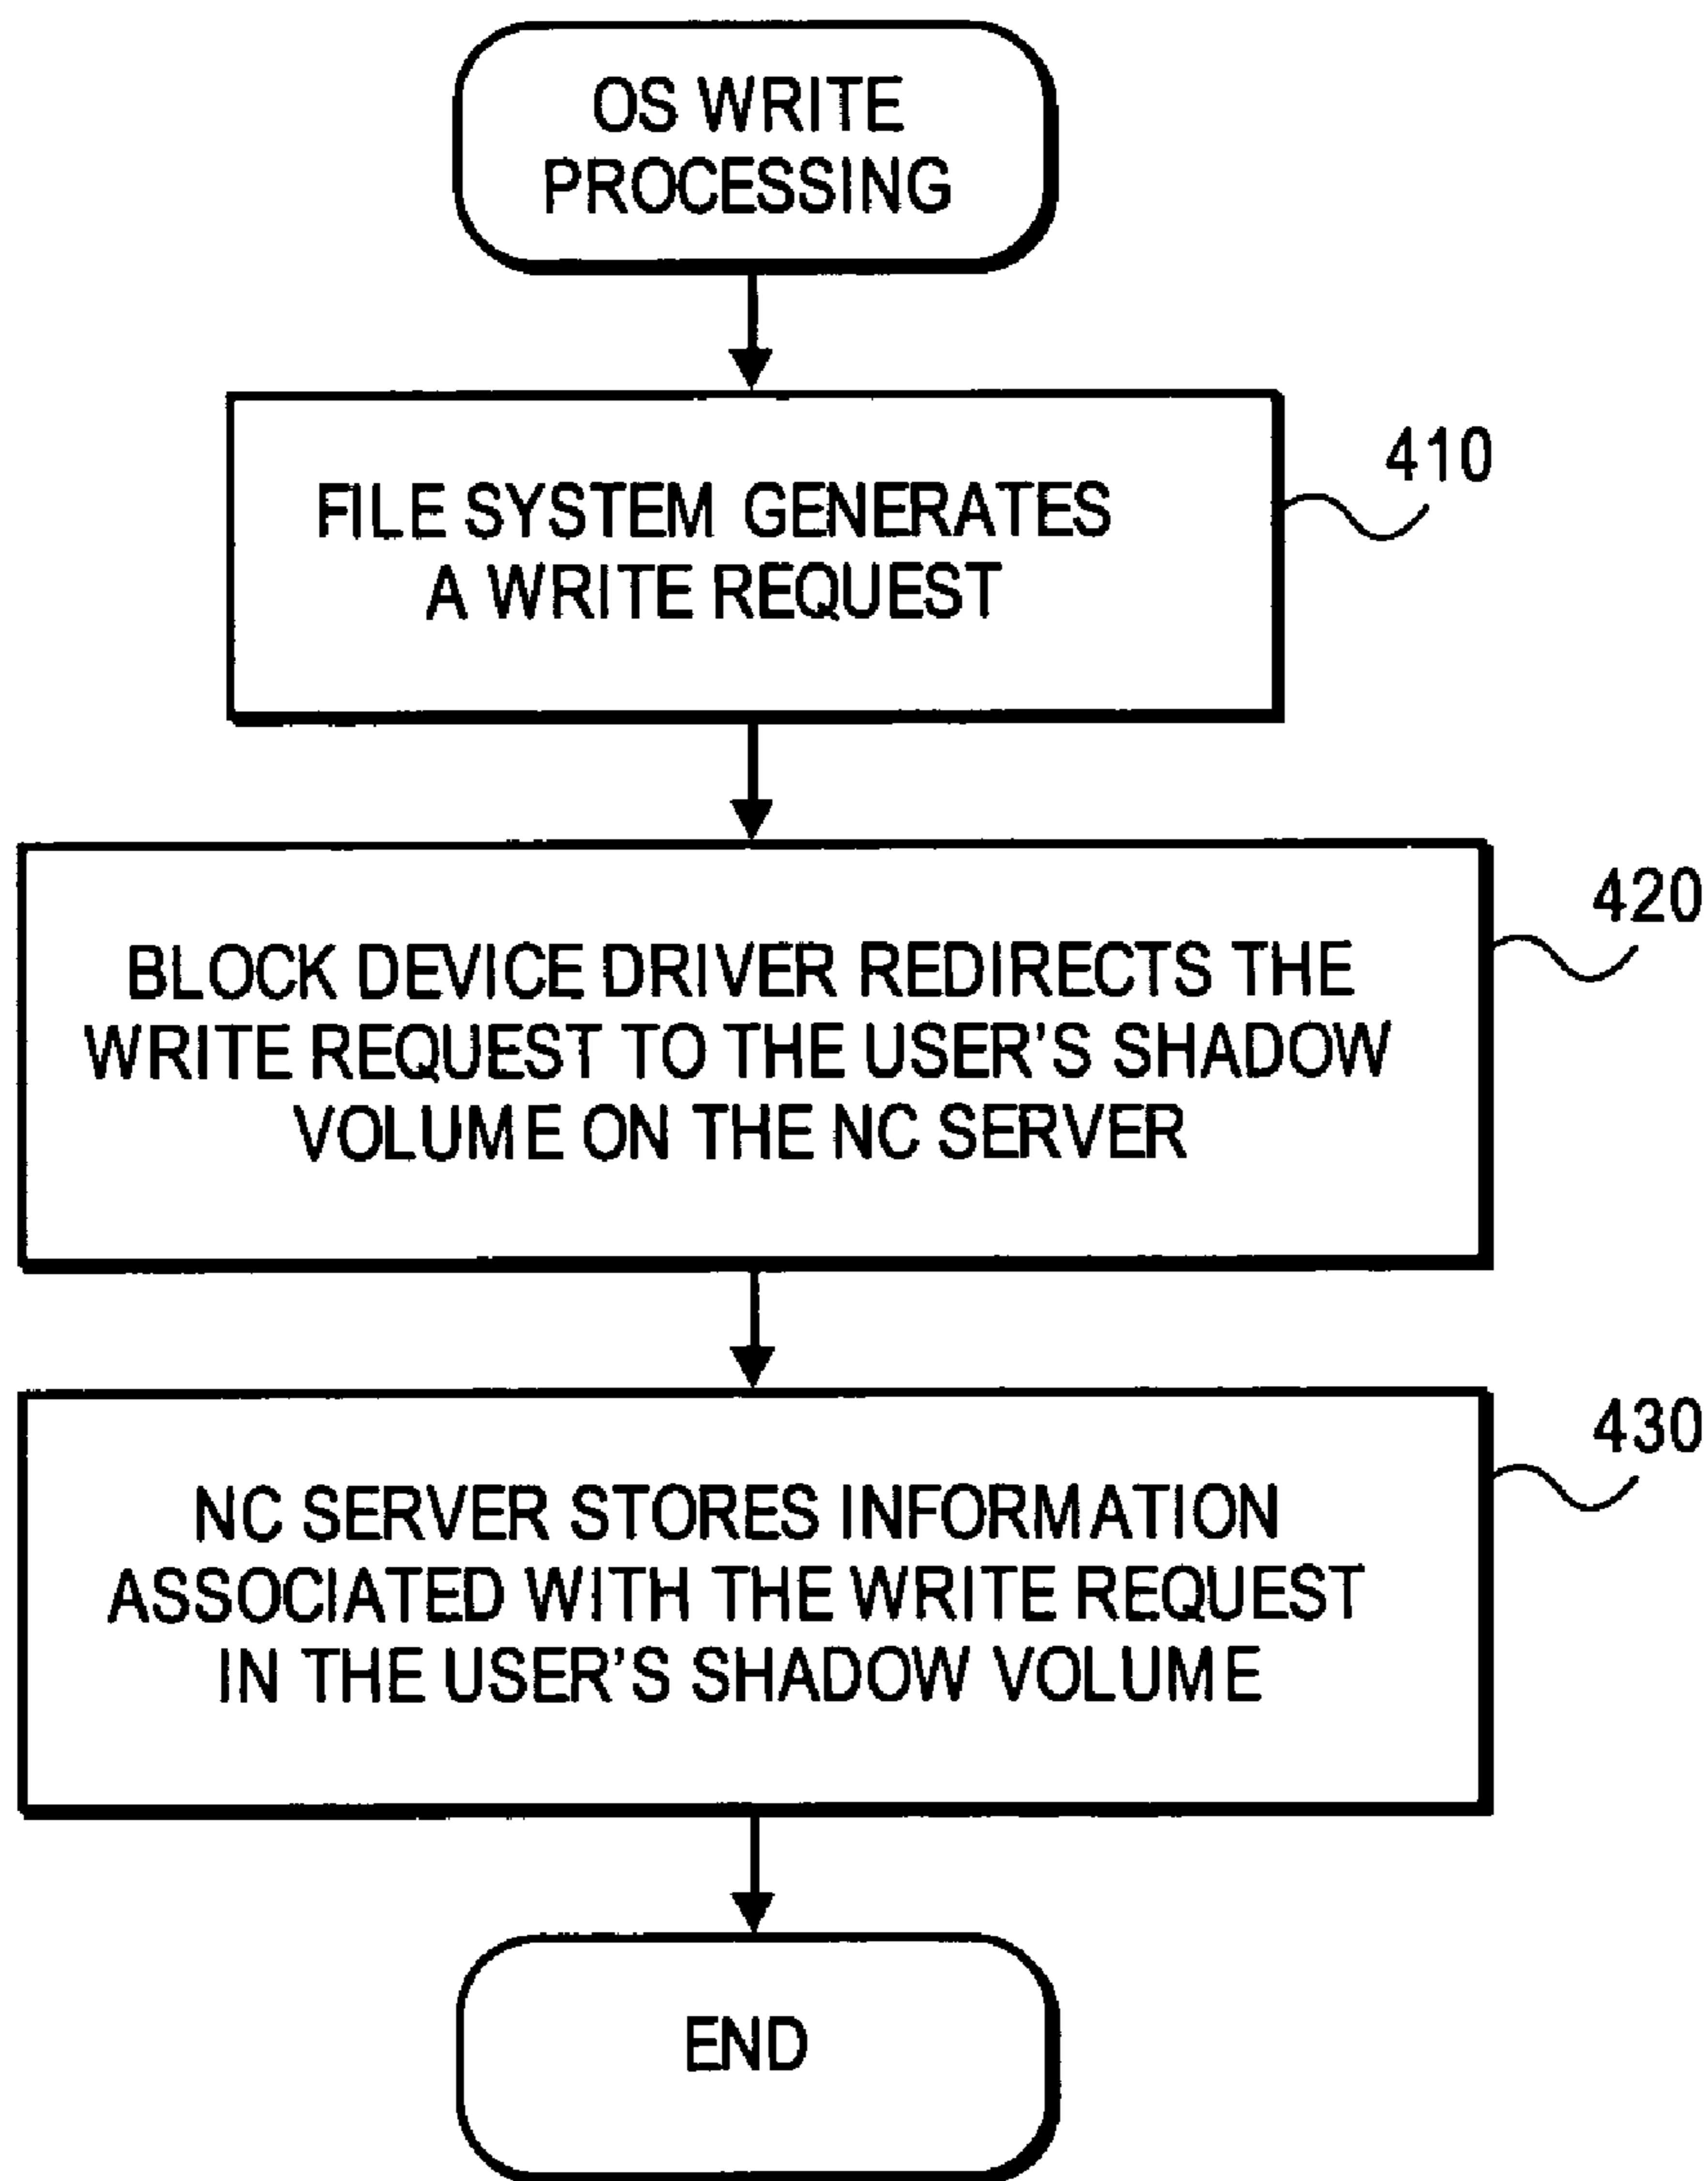 OS WRITE
PROCESSING
410
FILE SYSTEM GENERATES
A WRITE REQUEST
420
BLOCK DEVICE DRIVER REDIRECTS THE
WRITE REQUEST TO THE USER'S SHADOW
VOLUME ON THE NC SERVER
430
NC SERVER STORES INFORMATION
ASSOCIATED WITH THE WRITE REQUEST
IN THE USER'S SHADOW VOLUME
END